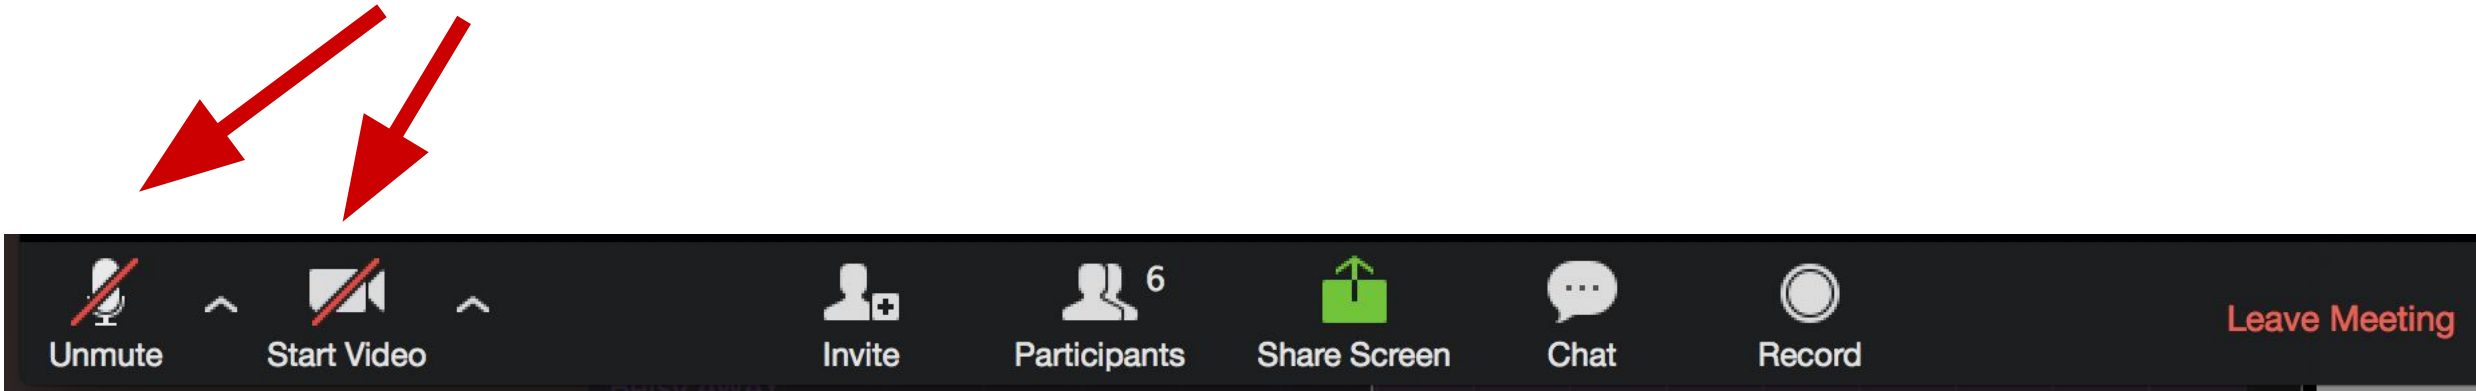 Unmute
Start Video
Invite
Participants
6
Share Screen
Chat
Record
Leave Meeting